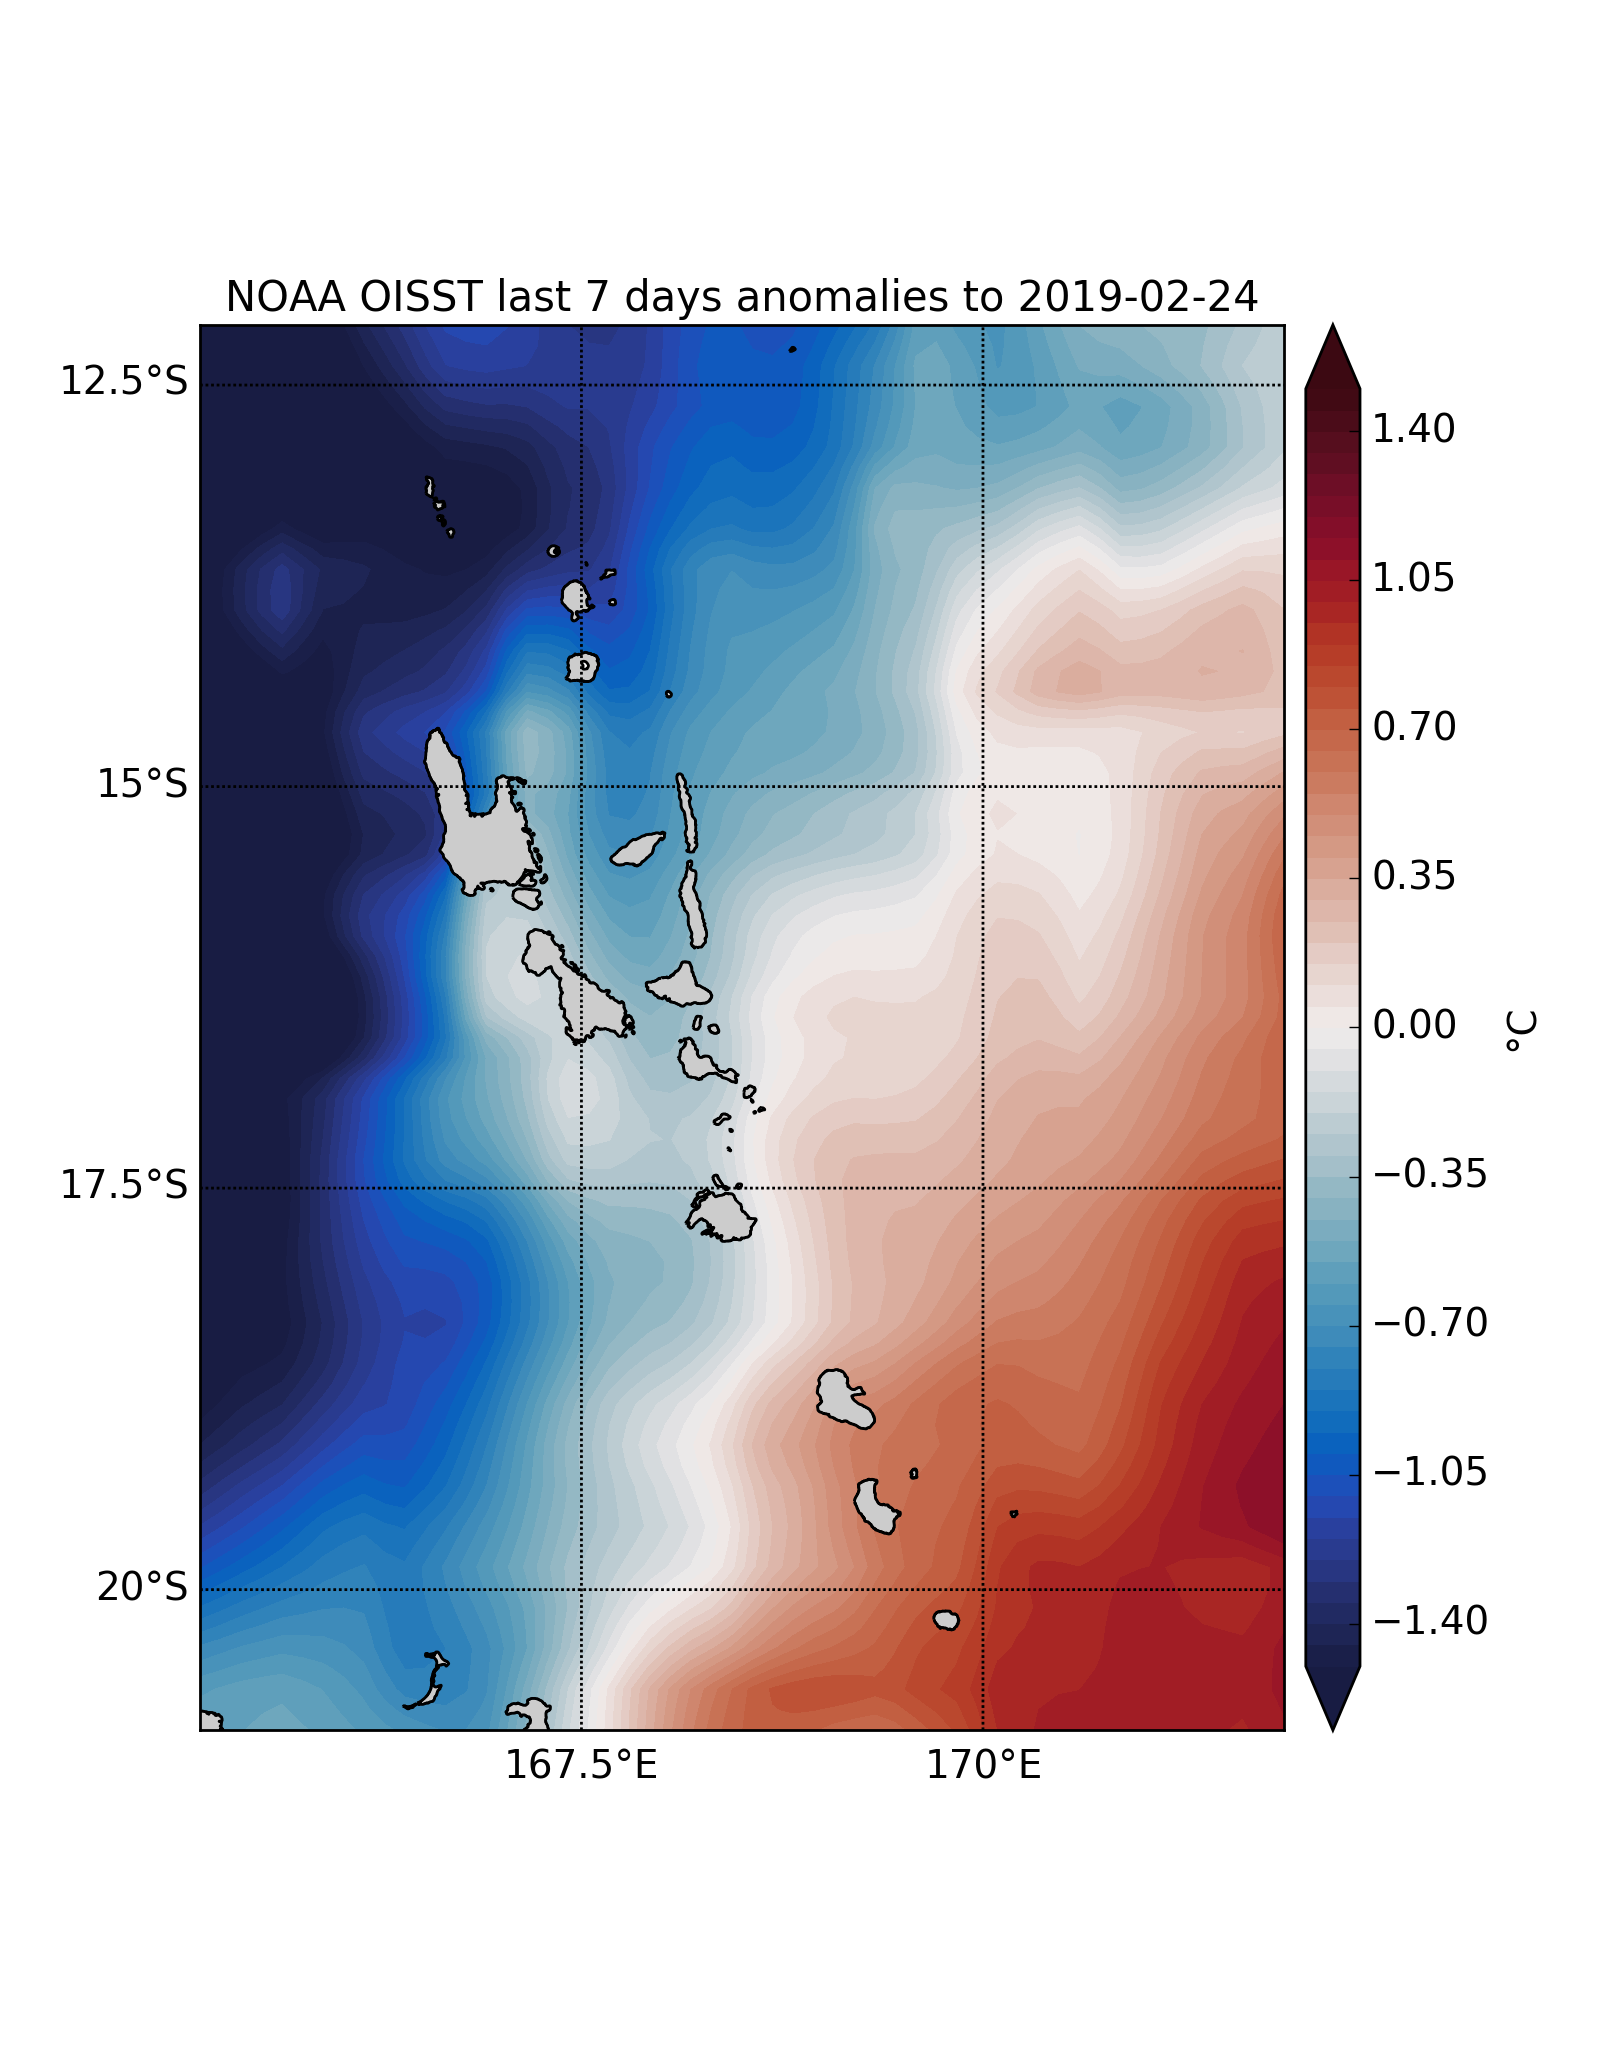 NOAA OISST last 7 days anomalies to 2019-02-24
12.5°S
15°S
17.5°S
20°S
167.5°E
170°E
1.40
1.05
0.70
0.35
0.00
−0.35
−0.70
−1.05
−1.40
°C